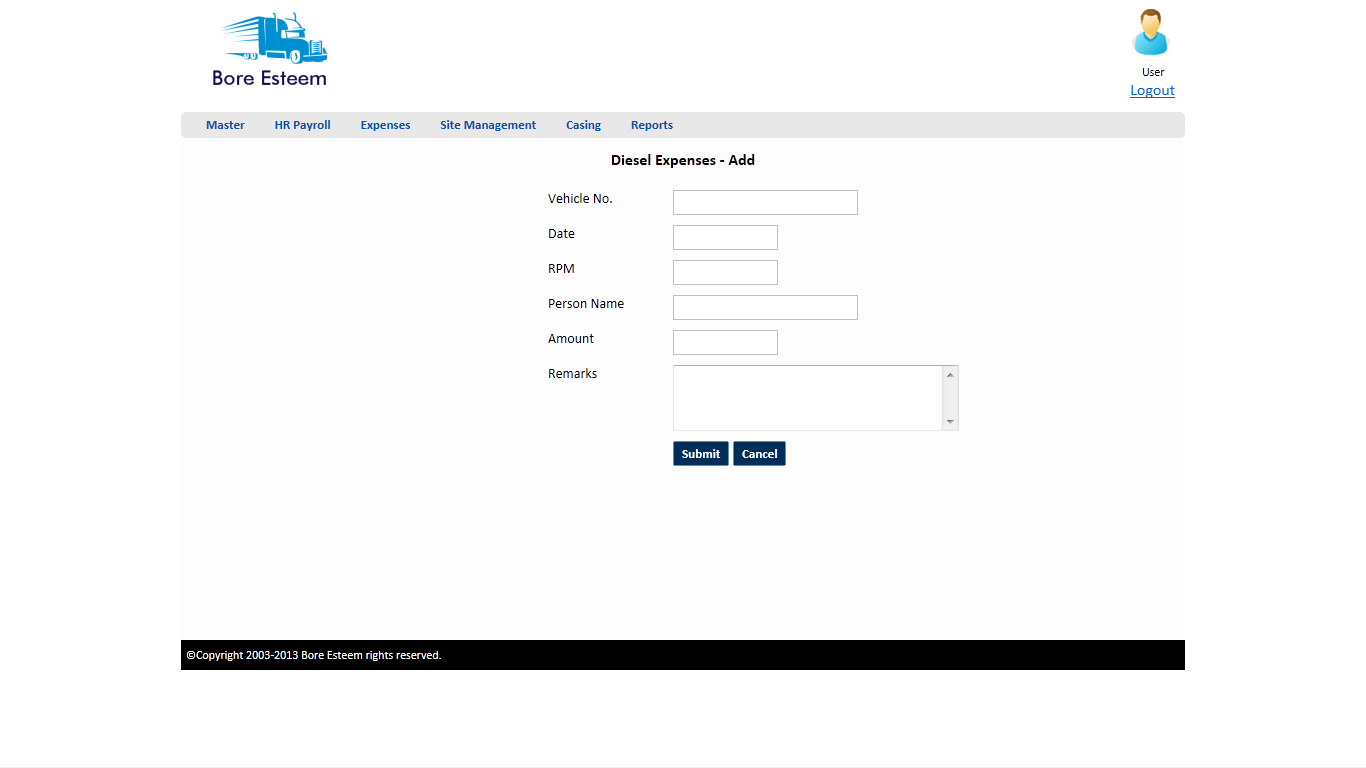 Bore Esteem
User
Logout
Master HR Payroll Expenses Site Management Casing Reports
Diesel Expenses - Add
Vehicle No.
Date
RPM
Person Name
Amount
Remarks
Submit Cancel
©Copyright 2003-2013 Bore Esteem rights reserved.